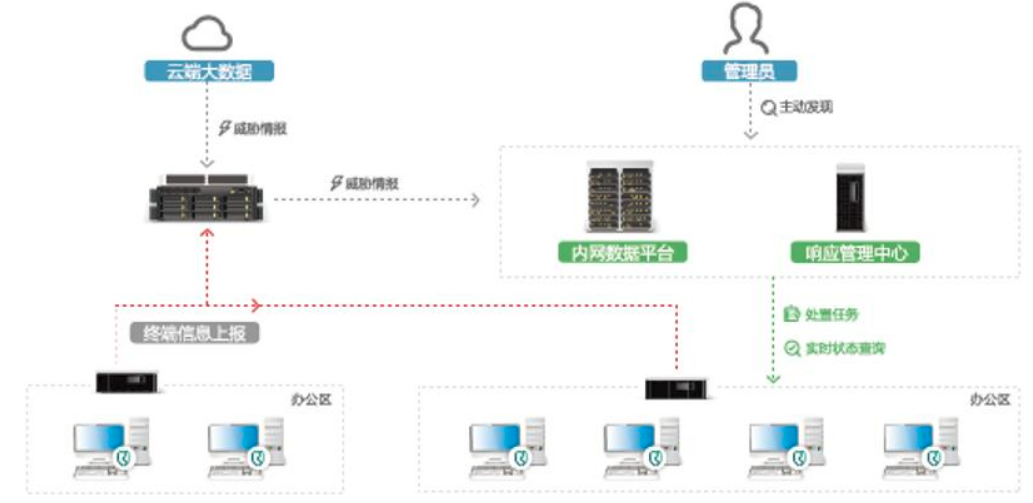 云端大数据
管理员
主动发现
威胁情报
威胁情报
内网数据平台
响应管理中心
终端信息上报
处置任务
实时状态查询
办公区
办公区